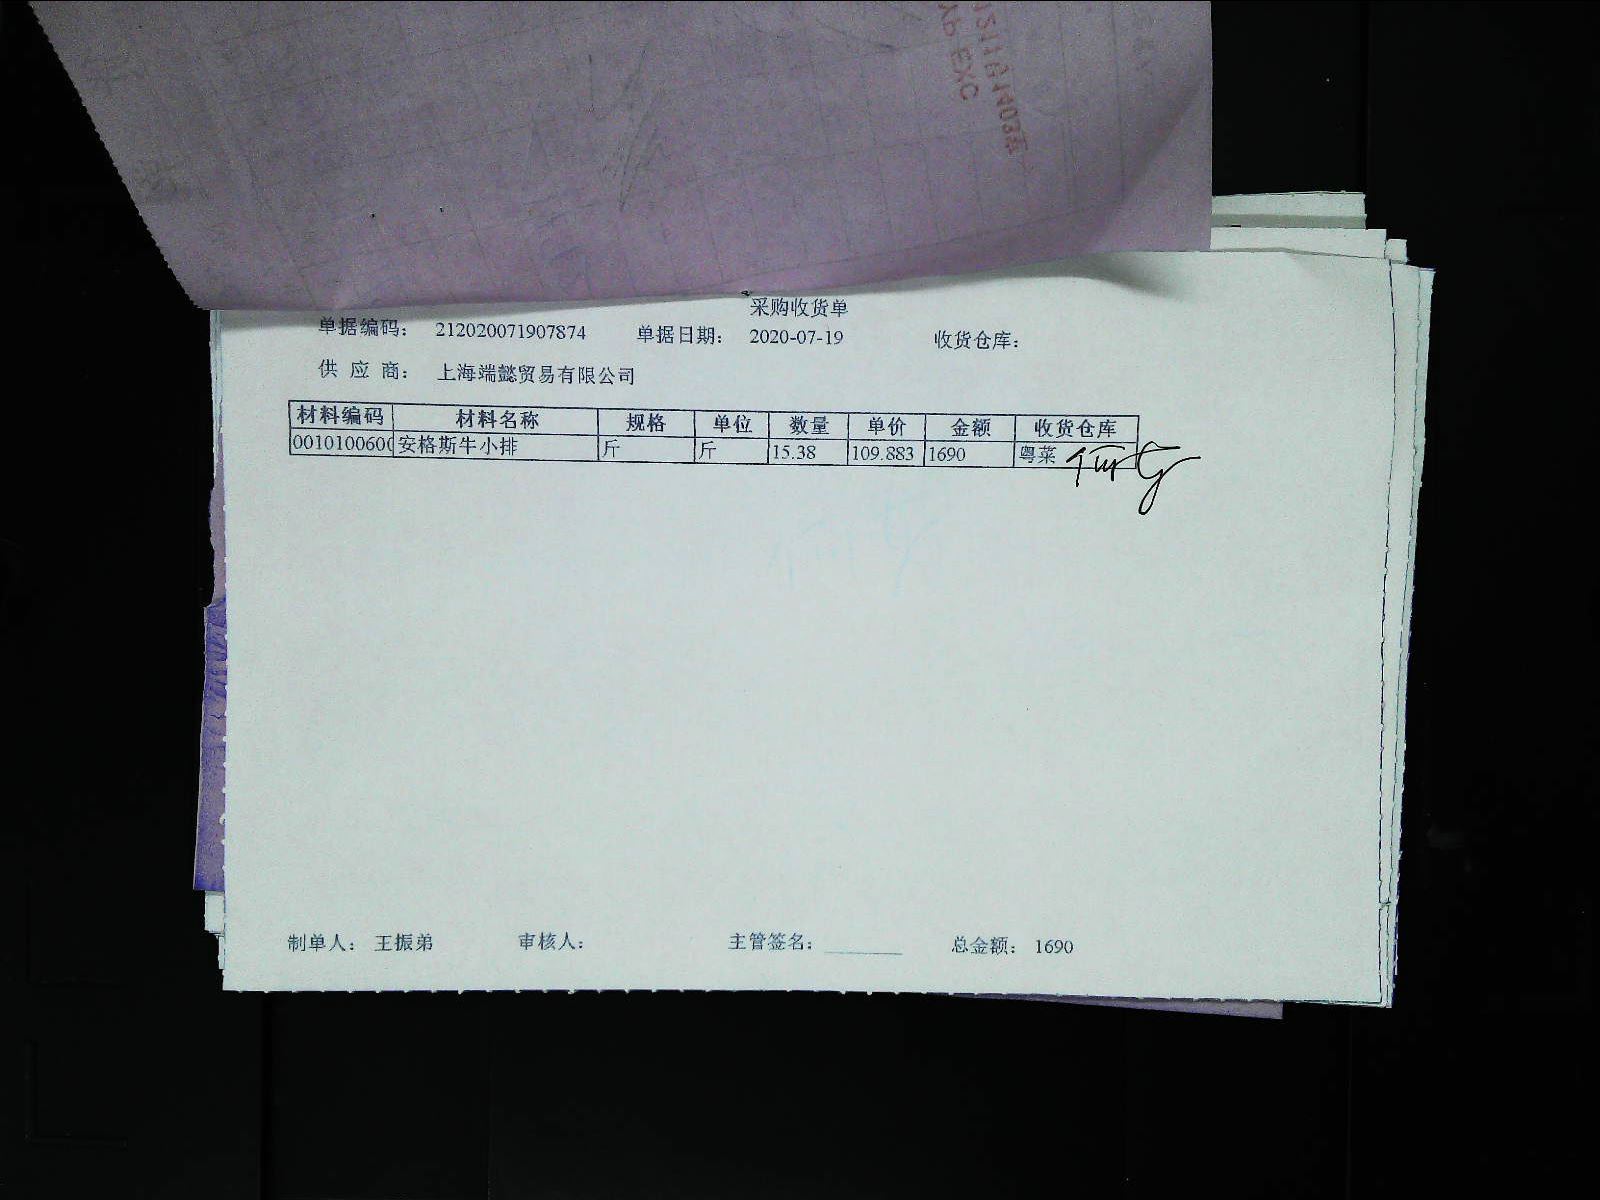 采购收货单
单据编码： 212020071907874 单据日期： 2020-07-19 收货仓库：
供 应 商： 上海端懿贸易有限公司
材料编码 材料名称 规格 单位 数量 单价 金额 收货仓库
0010100600 安格斯牛小排 斤 斤 15.38 109.883 1690 粤菜
制单人： 王振弟 审核人： 主管签名： 总金额： 1690